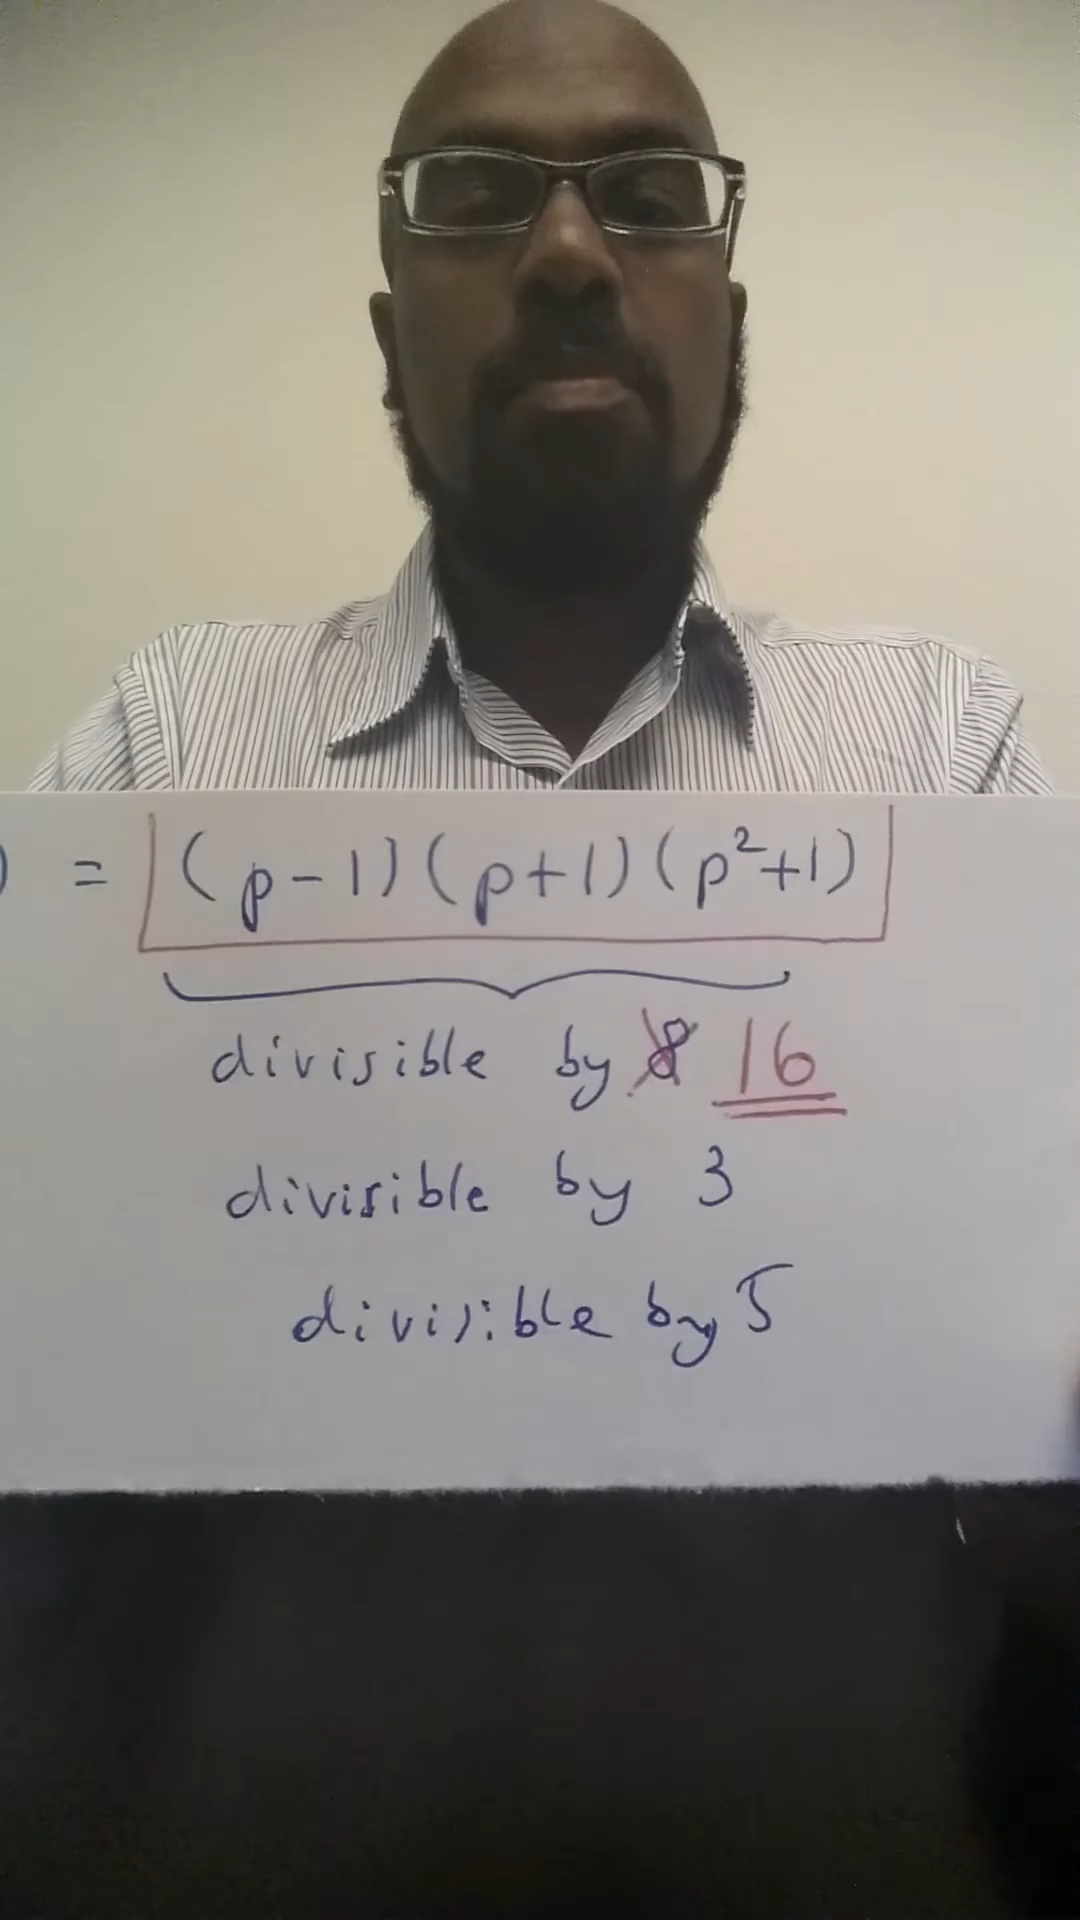 ) = (p-1)(p+1)(p²+1)
divisible by 8 16
divisible by 3
divisible by 5